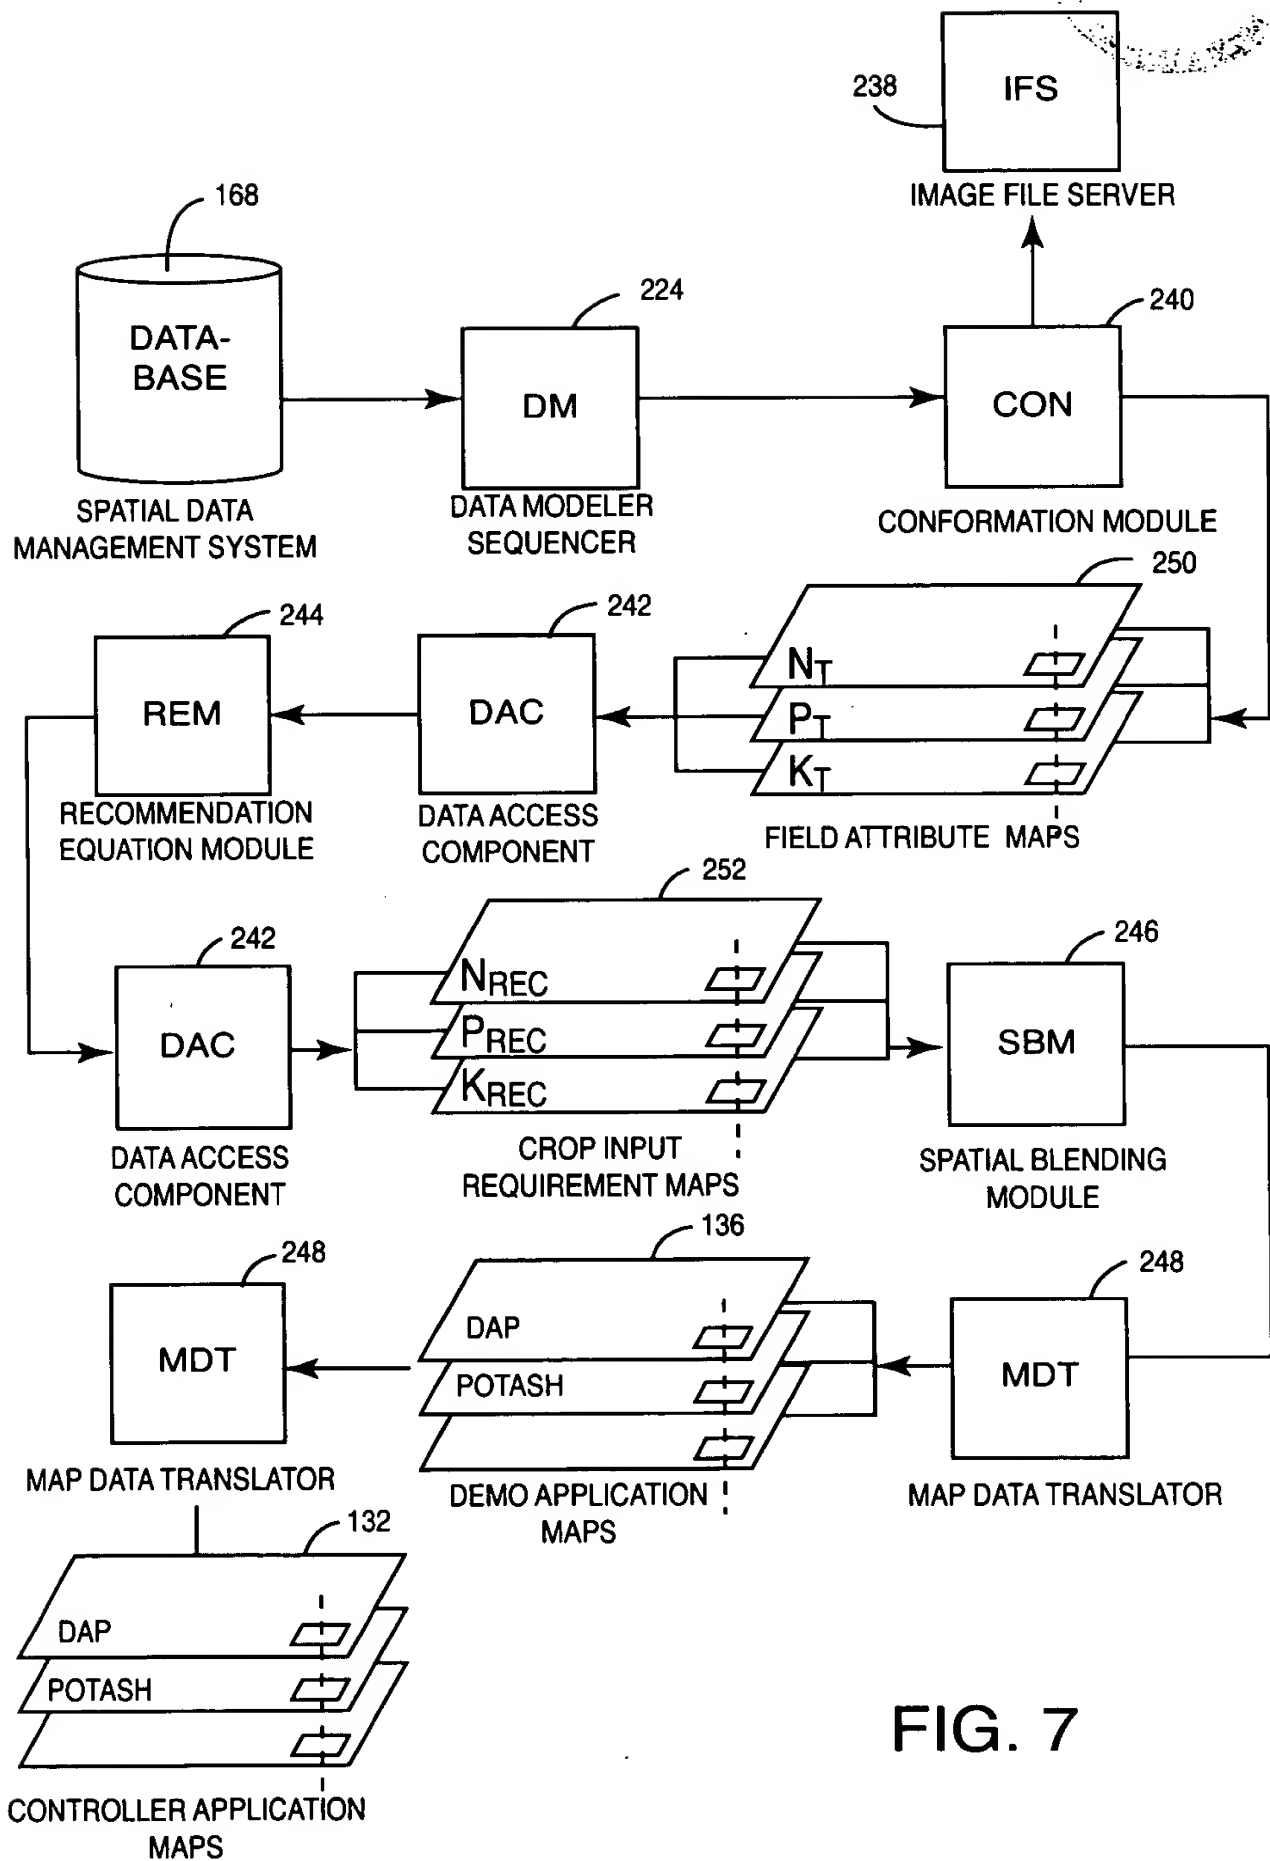 238
IFS
IMAGE FILE SERVER
168
DATA-
BASE
SPATIAL DATA
MANAGEMENT SYSTEM
224
DM
DATA MODELER
SEQUENCER
240
CON
CONFORMATION MODULE
250
NT
PT
KT
FIELD ATTRIBUTE MAPS
242
DAC
DATA ACCESS
COMPONENT
244
REM
RECOMMENDATION
EQUATION MODULE
242
DAC
DATA ACCESS
COMPONENT
252
NREC
PREC
KREC
CROP INPUT
REQUIREMENT MAPS
246
SBM
SPATIAL BLENDING
MODULE
248
MDT
MAP DATA TRANSLATOR
136
DAP
POTASH
DEMO APPLICATION
MAPS
248
MDT
MAP DATA TRANSLATOR
132
DAP
POTASH
CONTROLLER APPLICATION
MAPS
FIG. 7